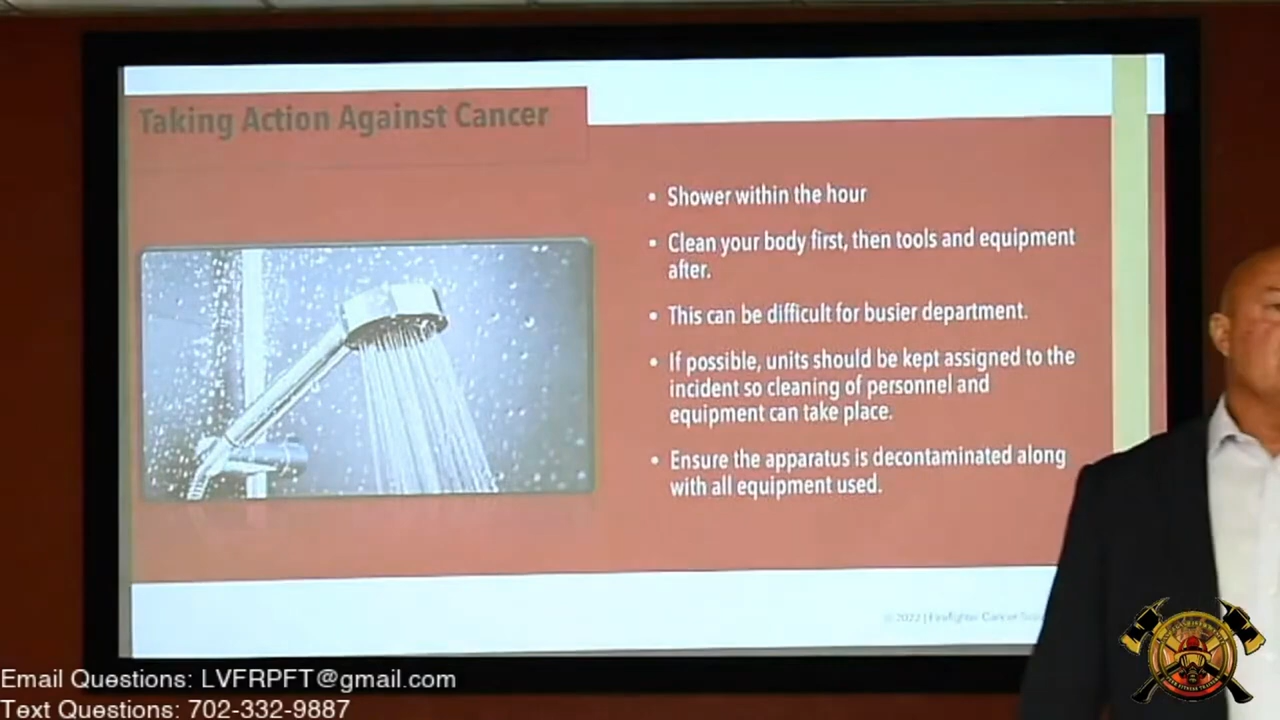 Taking Action Against Cancer
• Shower within the hour
• Clean your body first, then tools and equipment
after.
• This can be difficult for busier department.
• If possible, units should be kept assigned to the
incident so cleaning of personnel and
equipment can take place.
• Ensure the apparatus is decontaminated along
with all equipment used.
© 2022 | Firefighter Cancer
Email Questions: LVFRPFT@gmail.com
Text Questions: 702-332-9887